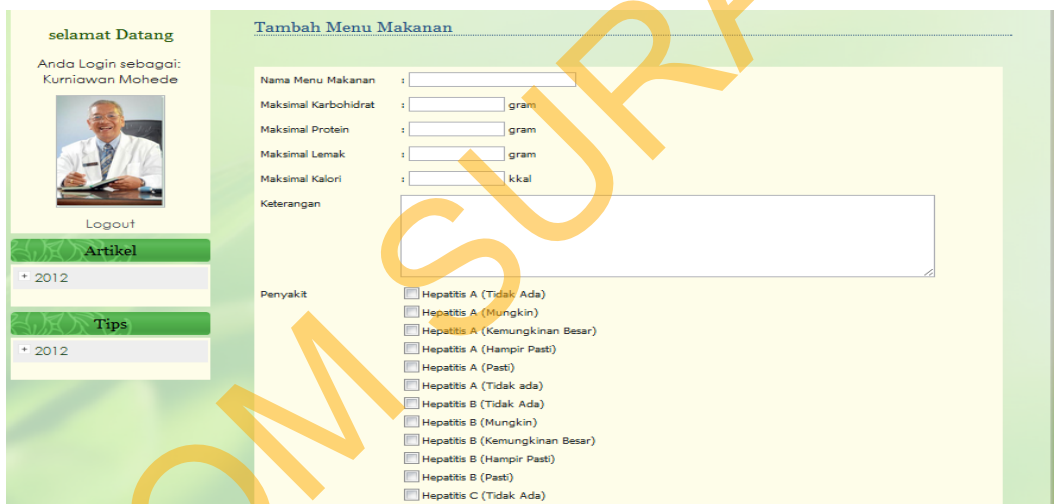 selamat Datang
Anda Login sebagai:
Kurniawan Mohede
Logout
Artikel
2012
Tips
2012
Tambah Menu Makanan
Nama Menu Makanan :
Maksimal Karbohidrat : gram
Maksimal Protein : gram
Maksimal Lemak : gram
Maksimal Kalori : kkal
Keterangan
Penyakit
Hepatitis A (Tidak Ada)
Hepatitis A (Mungkin)
Hepatitis A (Kemungkinan Besar)
Hepatitis A (Hampir Pasti)
Hepatitis A (Pasti)
Hepatitis A (Tidak ada)
Hepatitis B (Tidak Ada)
Hepatitis B (Mungkin)
Hepatitis B (Kemungkinan Besar)
Hepatitis B (Hampir Pasti)
Hepatitis B (Pasti)
Hepatitis C (Tidak Ada)
OM SURA